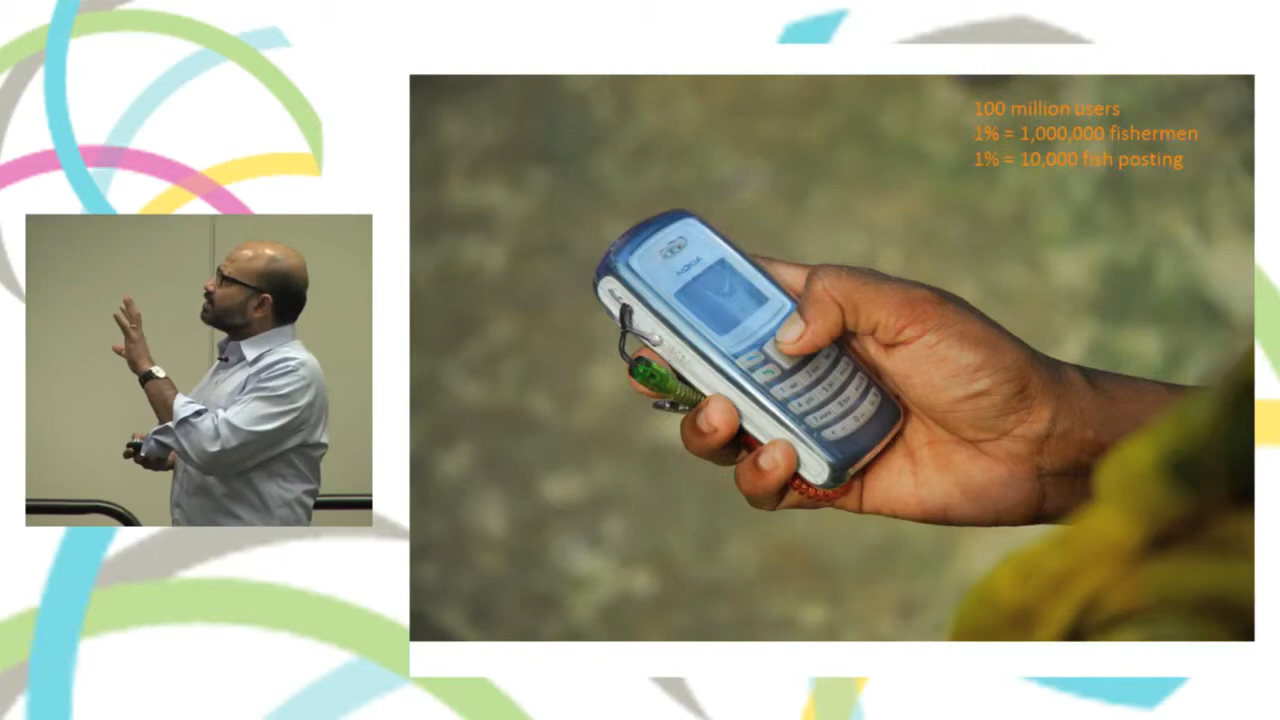 100 million users
1% = 1,000,000 fishermen
1% = 10,000 fish posting
NOKIA